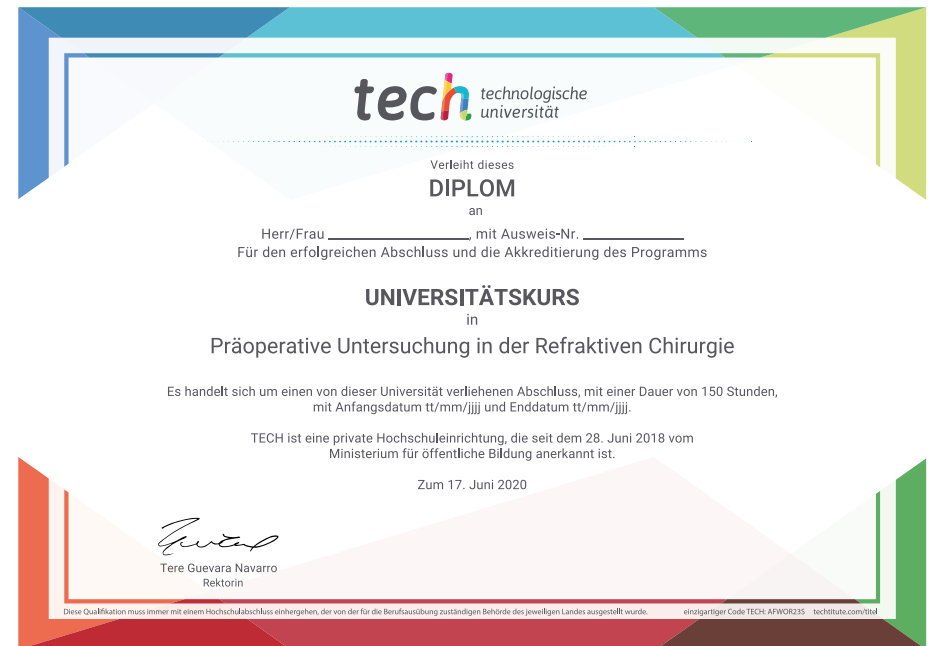 tech technologische
universität
Verleiht dieses
DIPLOM
an
Herr/Frau ____________________, mit Ausweis-Nr. ______________
Für den erfolgreichen Abschluss und die Akkreditierung des Programms
UNIVERSITÄTSKURS
in
Präoperative Untersuchung in der Refraktiven Chirurgie
Es handelt sich um einen von dieser Universität verliehenen Abschluss, mit einer Dauer von 150 Stunden,
mit Anfangsdatum tt/mm/jjjj und Enddatum tt/mm/jjjj.
TECH ist eine private Hochschuleinrichtung, die seit dem 28. Juni 2018 vom
Ministerium für öffentliche Bildung anerkannt ist.
Zum 17. Juni 2020
Tere Guevara Navarro
Rektorin
Diese Qualifikation muss immer mit einem Hochschulabschluss einhergehen, der von der für die Berufsausübung zuständigen Behörde des jeweiligen Landes ausgestellt wurde. einzigartiger Code TECH: AFWOR23S techtitute.com/titel